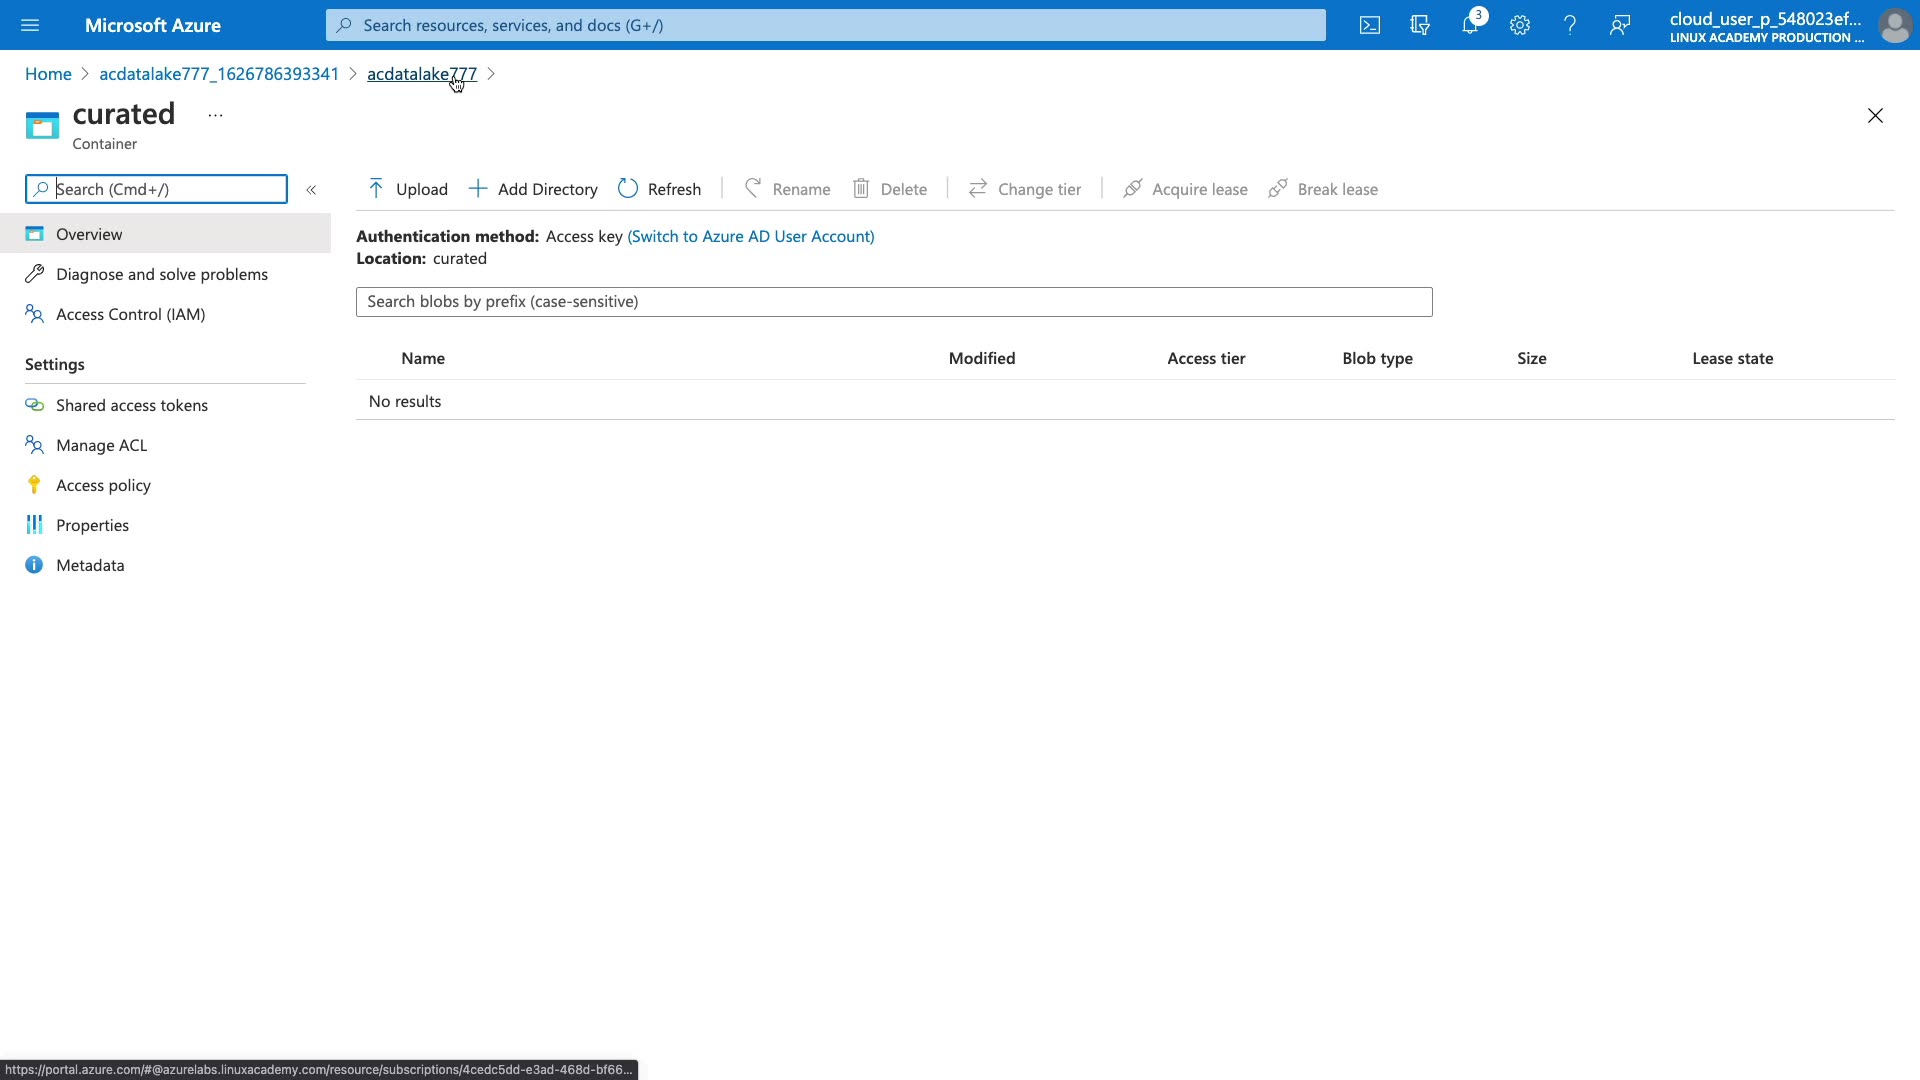 Microsoft Azure
Search resources, services, and docs (G+/)
3
cloud_user_p_548023ef...
LINUX ACADEMY PRODUCTION ...
Home > acdatalake777_1626786393341 > acdatalake777 >
curated ...
Container
Search (Cmd+/)
«
Upload
Add Directory
Refresh
Rename
Delete
Change tier
Acquire lease
Break lease
Overview
Diagnose and solve problems
Access Control (IAM)
Settings
Shared access tokens
Manage ACL
Access policy
Properties
Metadata
Authentication method: Access key (Switch to Azure AD User Account)
Location: curated
Search blobs by prefix (case-sensitive)
Name Modified Access tier Blob type Size Lease state
No results
https://portal.azure.com/#@azurelabs.linuxacademy.com/resource/subscriptions/4cedc5dd-e3ad-468d-bf66...